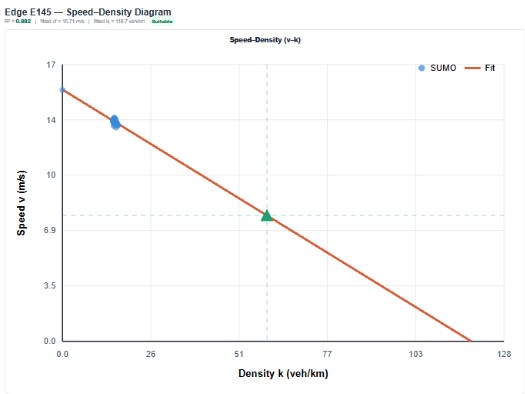 Edge E145 — Speed–Density Diagram
R² = 0.882 | fitted vf = 15.71 m/s | fitted kj = 118.7 veh/km Suitable
Speed-Density (v–k)
SUMO
Fit
17
14
10
6.9
3.5
0.0
Speed v (m/s)
0.0 26 51 77 103 128
Density k (veh/km)